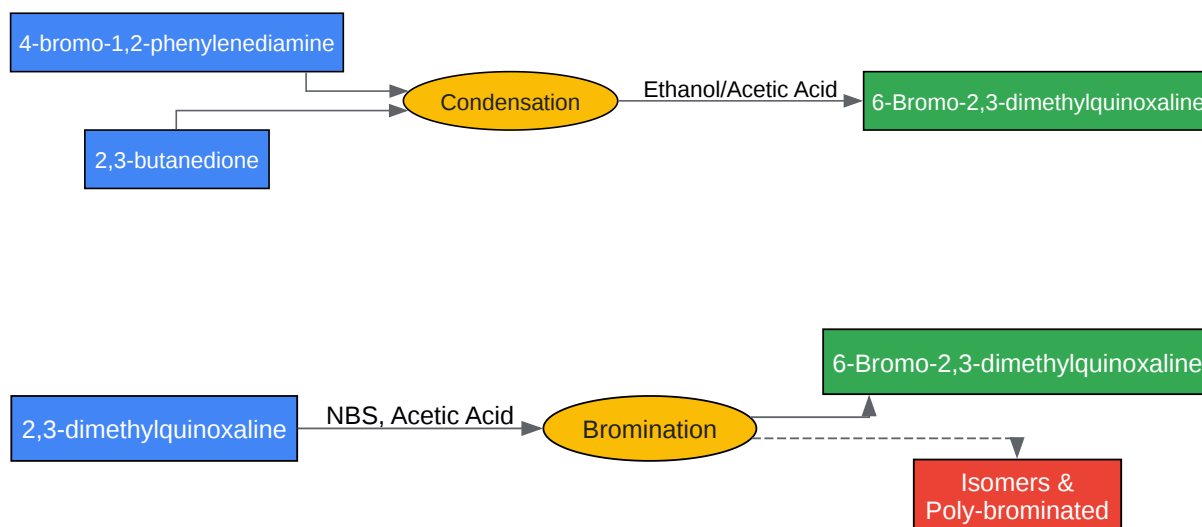 4-bromo-1,2-phenylenediamine
2,3-butanedione
Condensation
Ethanol/Acetic Acid
6-Bromo-2,3-dimethylquinoxaline
2,3-dimethylquinoxaline
NBS, Acetic Acid
Bromination
6-Bromo-2,3-dimethylquinoxaline
Isomers &
Poly-brominated